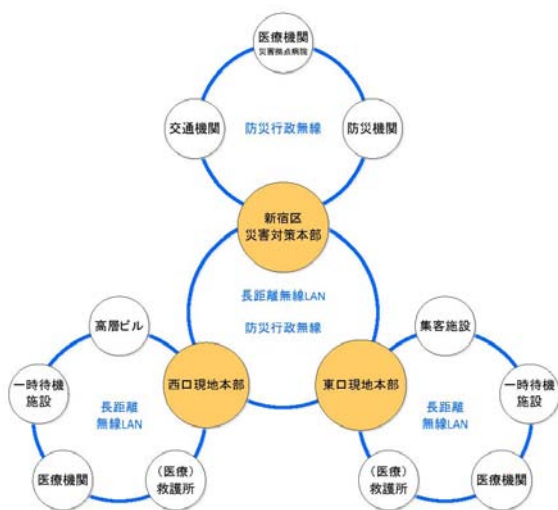 医療機関
災害拠点病院
交通機関
防災行政無線
防災機関
新宿区
災害対策本部
長距離無線LAN
防災行政無線
高層ビル
集客施設
西口現地本部
東口現地本部
一時待機
施設
長距離
無線LAN
長距離
無線LAN
一時待機
施設
医療機関
（医療）
救護所
（医療）
救護所
医療機関